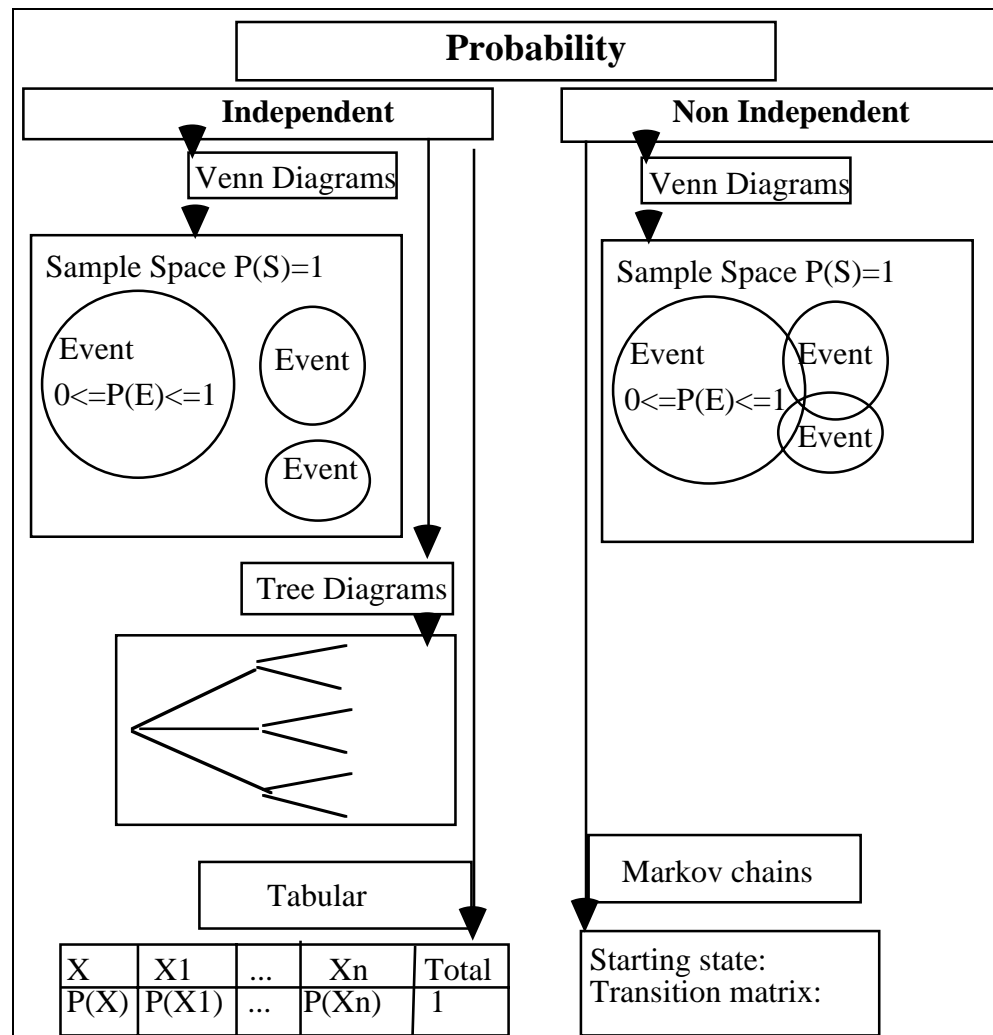 Probability
Independent
Venn Diagrams
Sample Space P(S)=1
Event
0<=P(E)<=1
Event
Event
Tree Diagrams
Tabular
X X1 ... Xn Total
P(X) P(X1) ... P(Xn) 1
Non Independent
Venn Diagrams
Sample Space P(S)=1
Event
0<=P(E)<=1
Event
Event
Markov chains
Starting state:
Transition matrix: